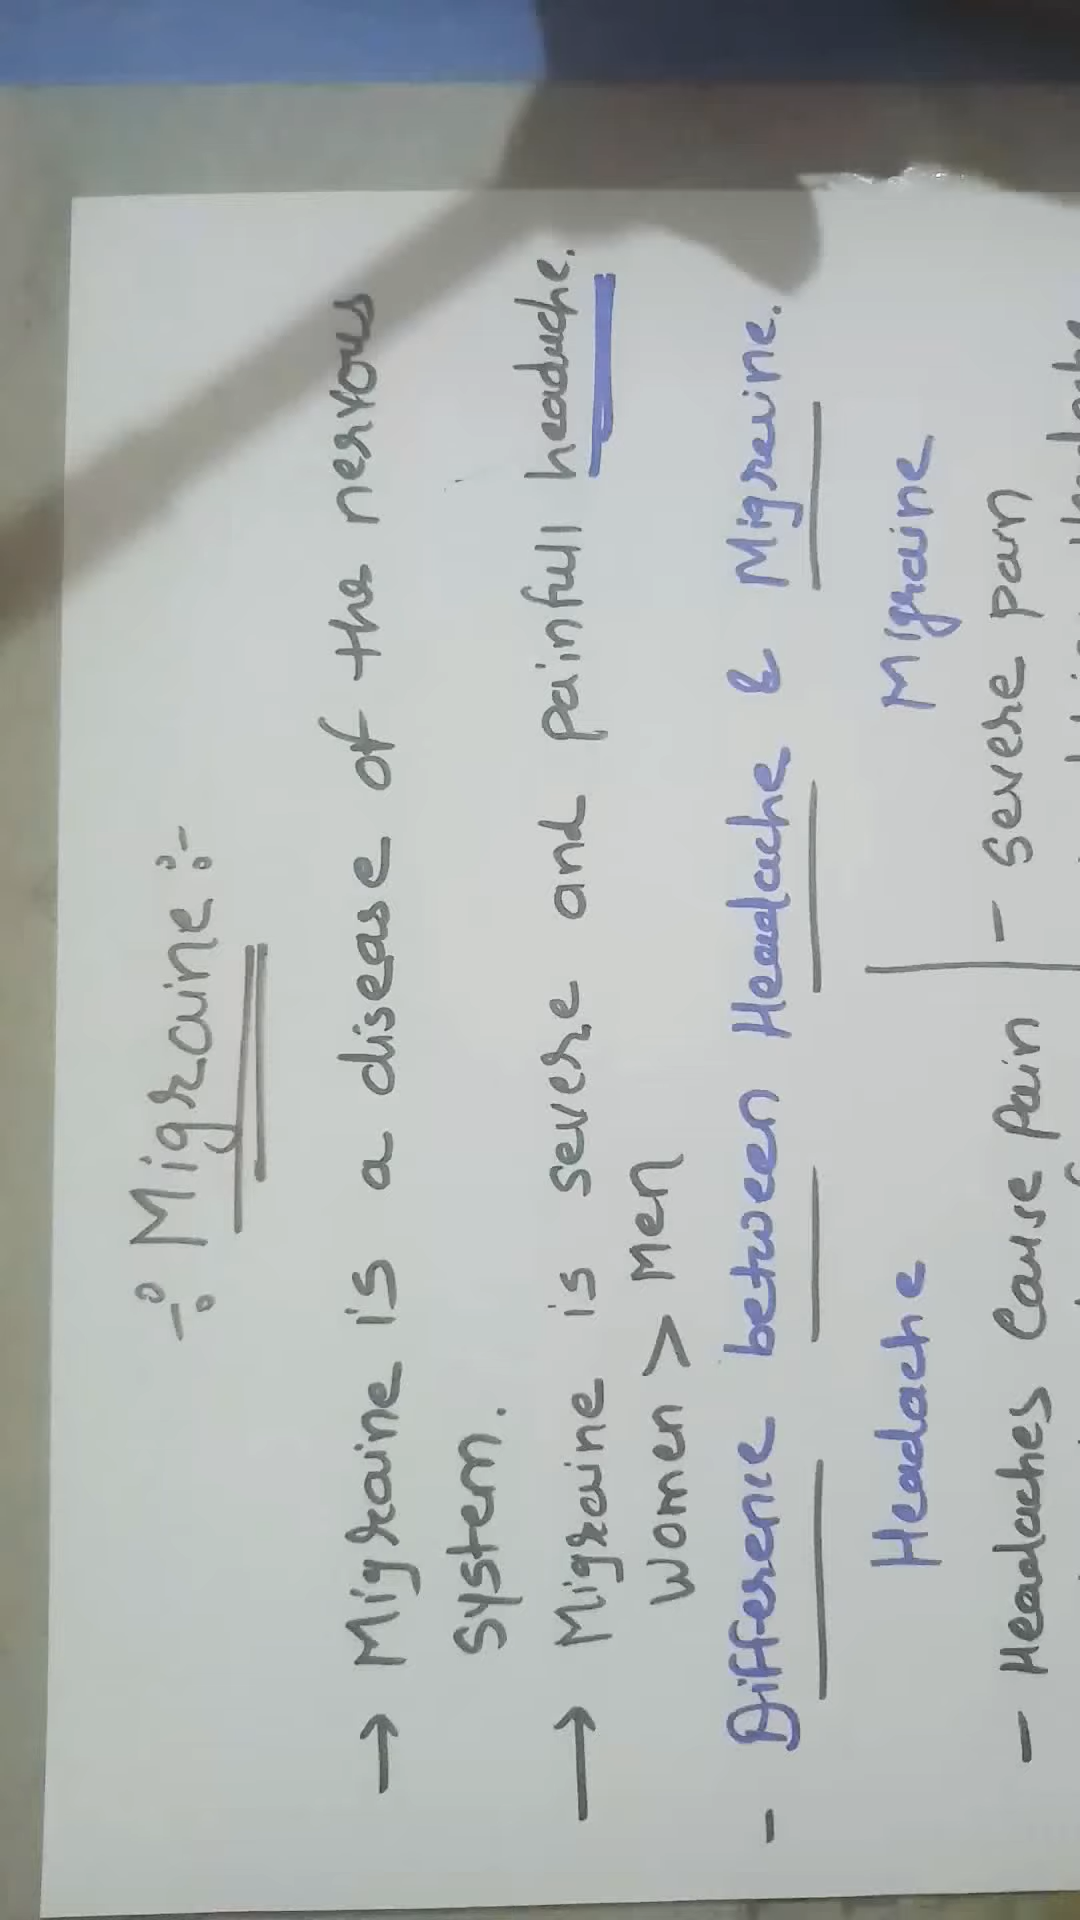 -:Migraine:-
→ Migraine is a disease of the nervous
system.
→ Migraine is severe and painfull headache.
women > Men
- Difference between Headache & Migraine.
Headache Migraine
- Headaches cause pain - severe pain